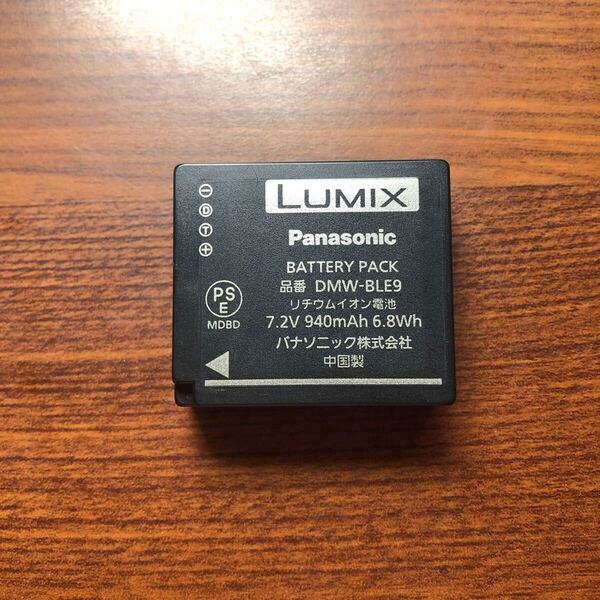 LUMIX
Panasonic
BATTERY PACK
品番 DMW-BLE9
リチウムイオン電池
7.2V 940mAh 6.8Wh
パナソニック株式会社
中国製
− D T +
PS
E
MDBD